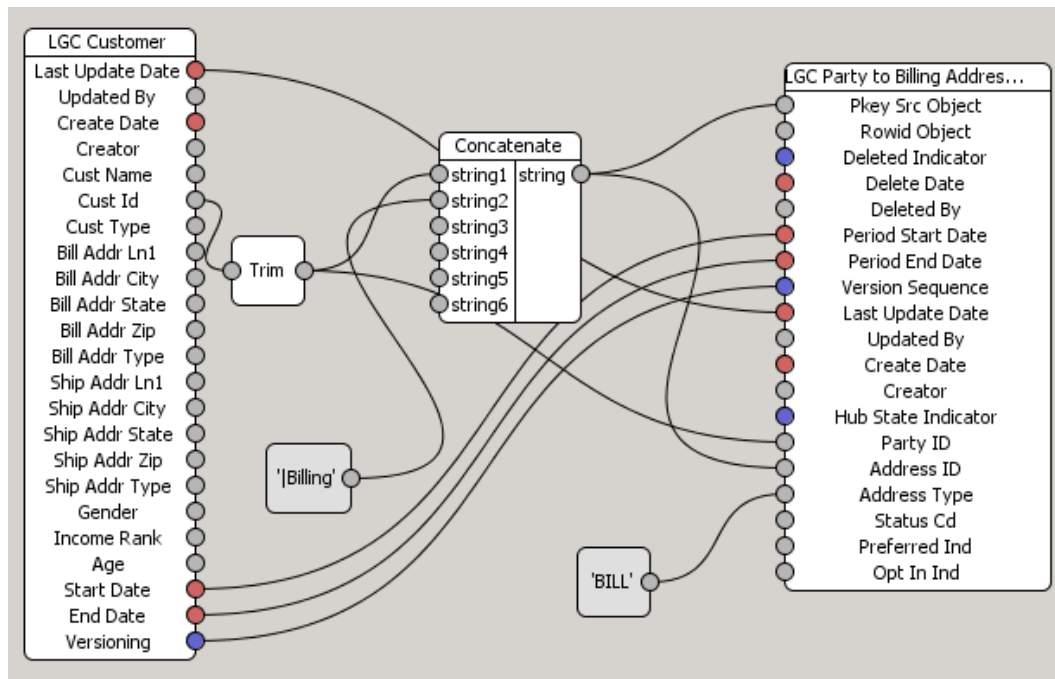 LGC Customer
Last Update Date
Updated By
Create Date
Creator
Cust Name
Cust Id
Cust Type
Bill Addr Ln1
Bill Addr City
Bill Addr State
Bill Addr Zip
Bill Addr Type
Ship Addr Ln1
Ship Addr City
Ship Addr State
Ship Addr Zip
Ship Addr Type
Gender
Income Rank
Age
Start Date
End Date
Versioning
Trim
'|Billing'
Concatenate
string1 string
string2
string3
string4
string5
string6
'BILL'
LGC Party to Billing Addres...
Pkey Src Object
Rowid Object
Deleted Indicator
Delete Date
Deleted By
Period Start Date
Period End Date
Version Sequence
Last Update Date
Updated By
Create Date
Creator
Hub State Indicator
Party ID
Address ID
Address Type
Status Cd
Preferred Ind
Opt In Ind